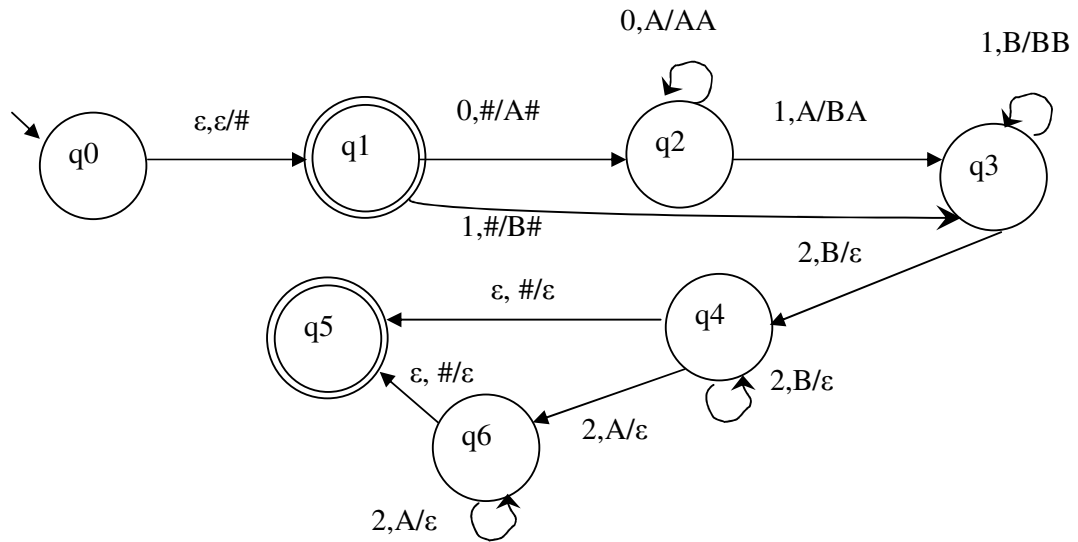 0,A/AA
1,B/BB
ε,ε/#
0,#/A#
1,A/BA
q0
q1
q2
q3
1,#/B#
2,B/ε
ε, #/ε
q5
q4
ε, #/ε
2,B/ε
q6
2,A/ε
2,A/ε